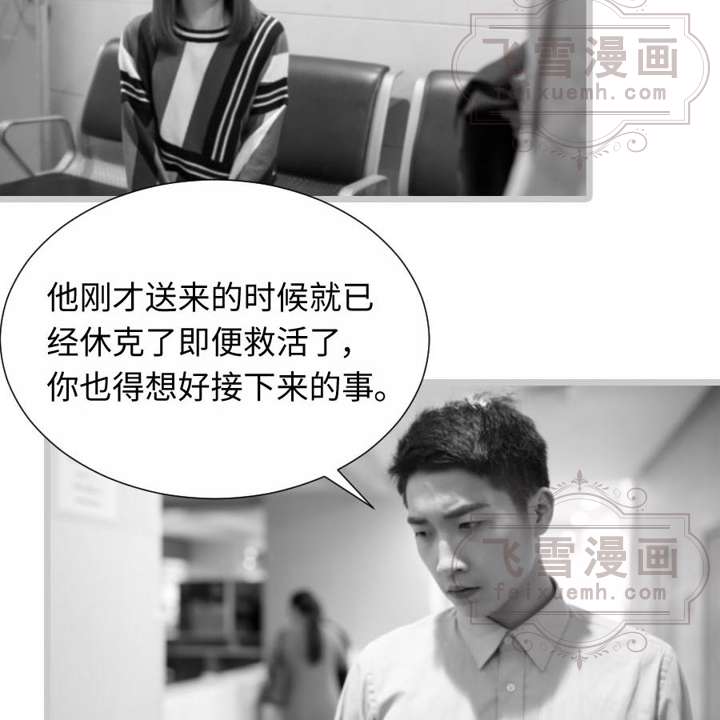 飞雪漫画
feixuemh.com
他刚才送来的时候就已
经休克了即便救活了，
你也得想好接下来的事。
飞雪漫画
feixuemh.com